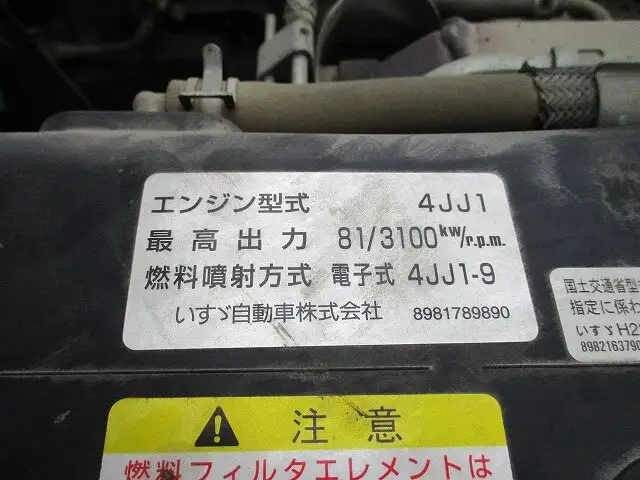 エンジン型式 4JJ1
最高出力 81/3100kw/r.p.m.
燃料噴射方式 電子式 4JJ1-9
いすゞ自動車株式会社 8981789890
国土交通省型
指定に係わ
いすゞH2
898216379
注意
燃料フィルタエレメントは